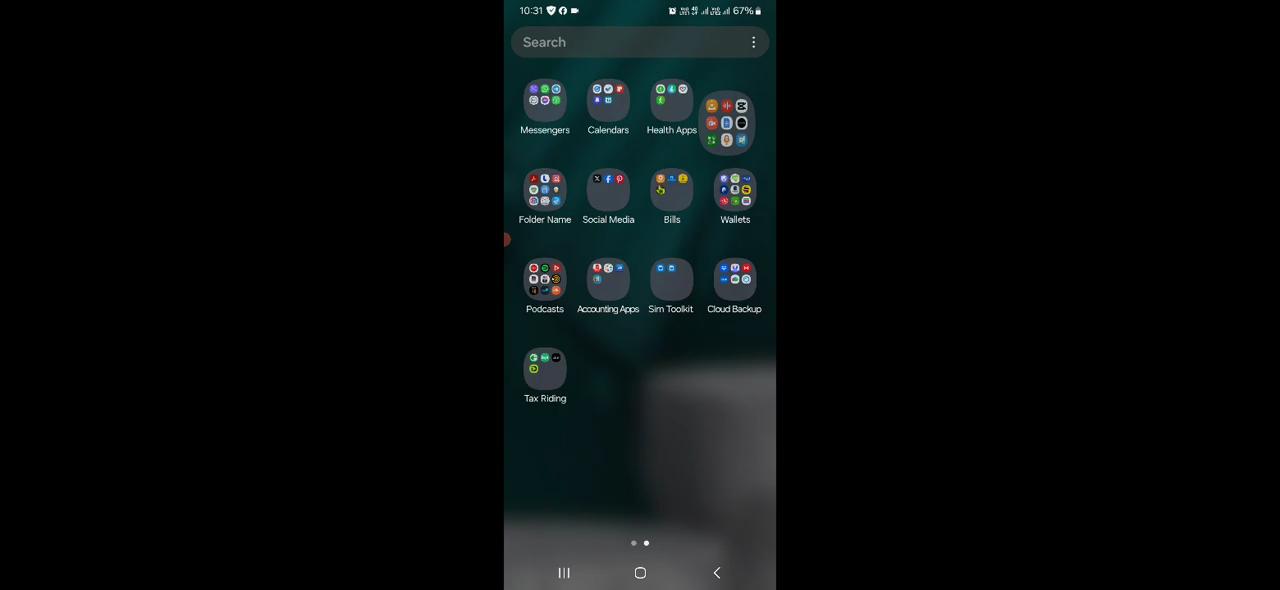 10:31
67%
Search
Messengers
Calendars
Health Apps
Folder Name
Social Media
Bills
Wallets
Podcasts
Accounting Apps
Sim Toolkit
Cloud Backup
Tax Riding